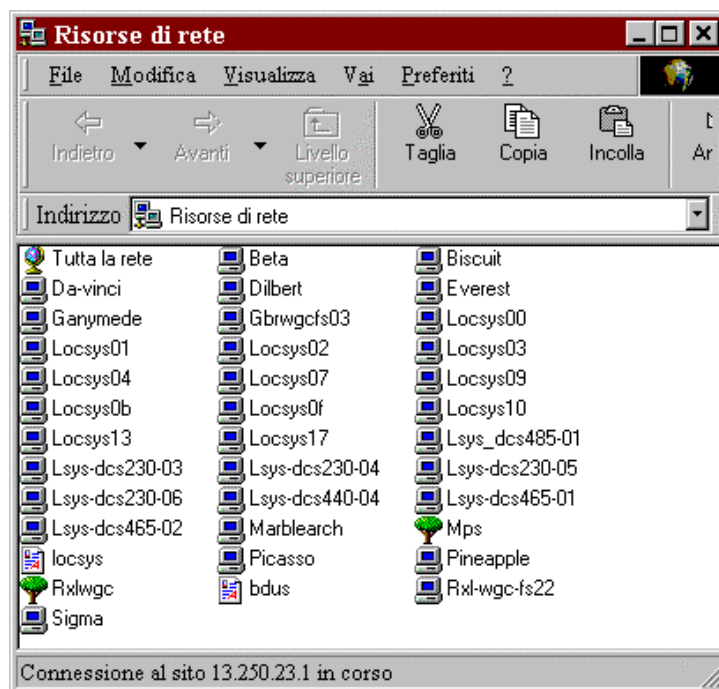 Risorse di rete
File Modifica Visualizza Vai Preferiti ?
Indietro Avanti Livello superiore Taglia Copia Incolla Ar
Indirizzo Risorse di rete
Tutta la rete Beta Biscuit
Da-vinci Dilbert Everest
Ganymede Gbrwgcfs03 Locsys00
Locsys01 Locsys02 Locsys03
Locsys04 Locsys07 Locsys09
Locsys0b Locsys0f Locsys10
Locsys13 Locsys17 Lsys_dcs485-01
Lsys-dcs230-03 Lsys-dcs230-04 Lsys-dcs230-05
Lsys-dcs230-06 Lsys-dcs440-04 Lsys-dcs465-01
Lsys-dcs465-02 Marblearch Mps
locsys Picasso Pineapple
Rxlwgc bdus Rxl-wgc-fs22
Sigma
Connessione al sito 13.250.23.1 in corso